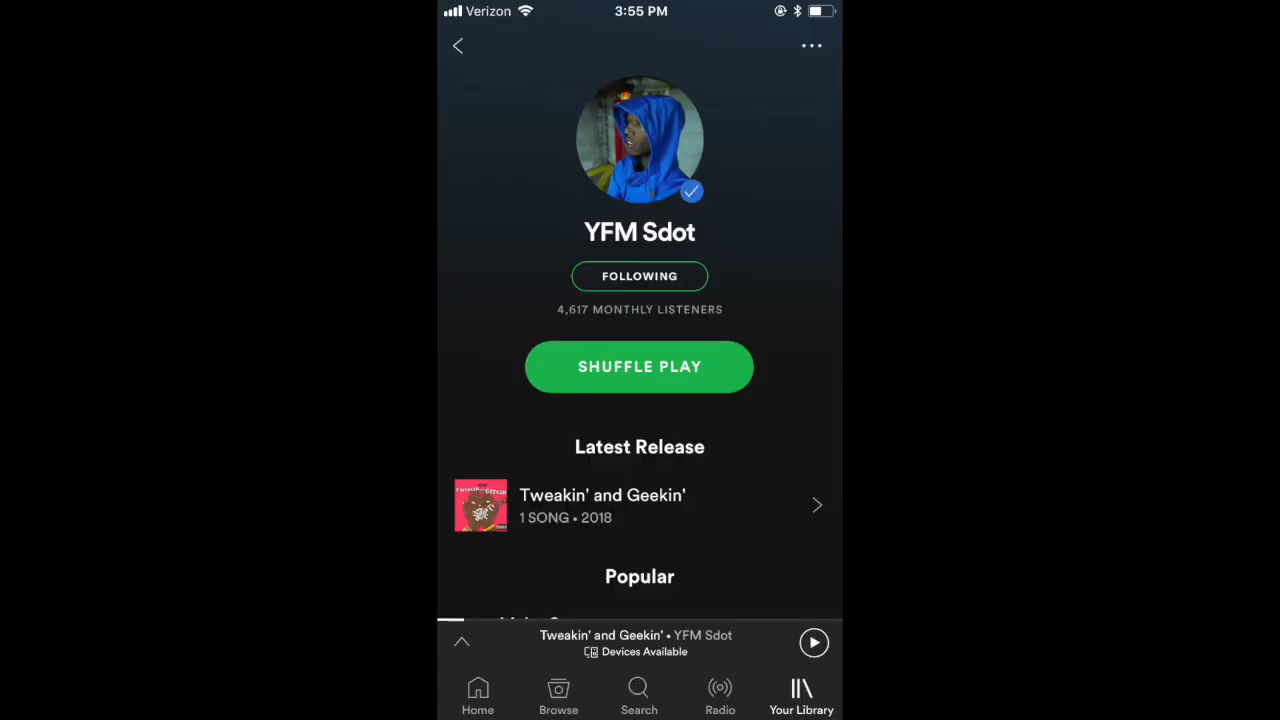 Verizon
3:55 PM
YFM Sdot
FOLLOWING
4,617 MONTHLY LISTENERS
SHUFFLE PLAY
Latest Release
Tweakin' and Geekin'
1 SONG • 2018
Popular
Tweakin' and Geekin' • YFM Sdot
Devices Available
Home
Browse
Search
Radio
Your Library